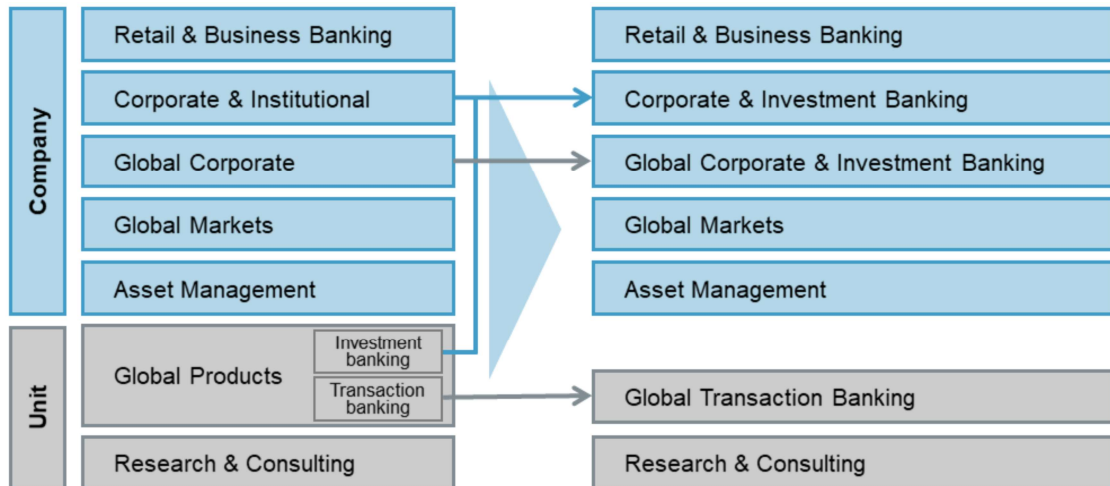 Company
Retail & Business Banking
Corporate & Institutional
Global Corporate
Global Markets
Asset Management
Unit
Global Products
Investment
banking
Transaction
banking
Research & Consulting
Retail & Business Banking
Corporate & Investment Banking
Global Corporate & Investment Banking
Global Markets
Asset Management
Global Transaction Banking
Research & Consulting